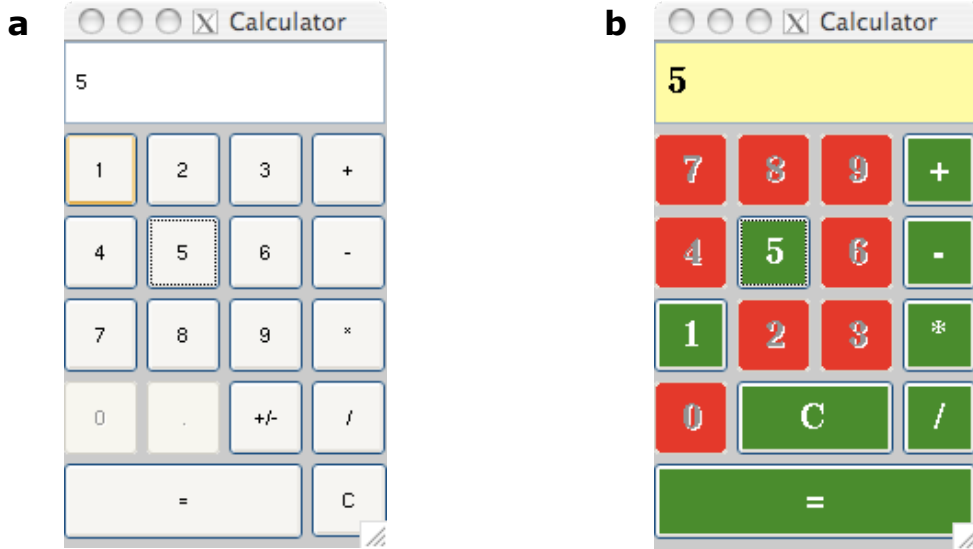 a
Calculator
5
1 2 3 +
4 5 6 -
7 8 9 *
0 . +/- /
= C
b
Calculator
5
7 8 9 +
4 5 6 -
1 2 3 *
0 C /
=